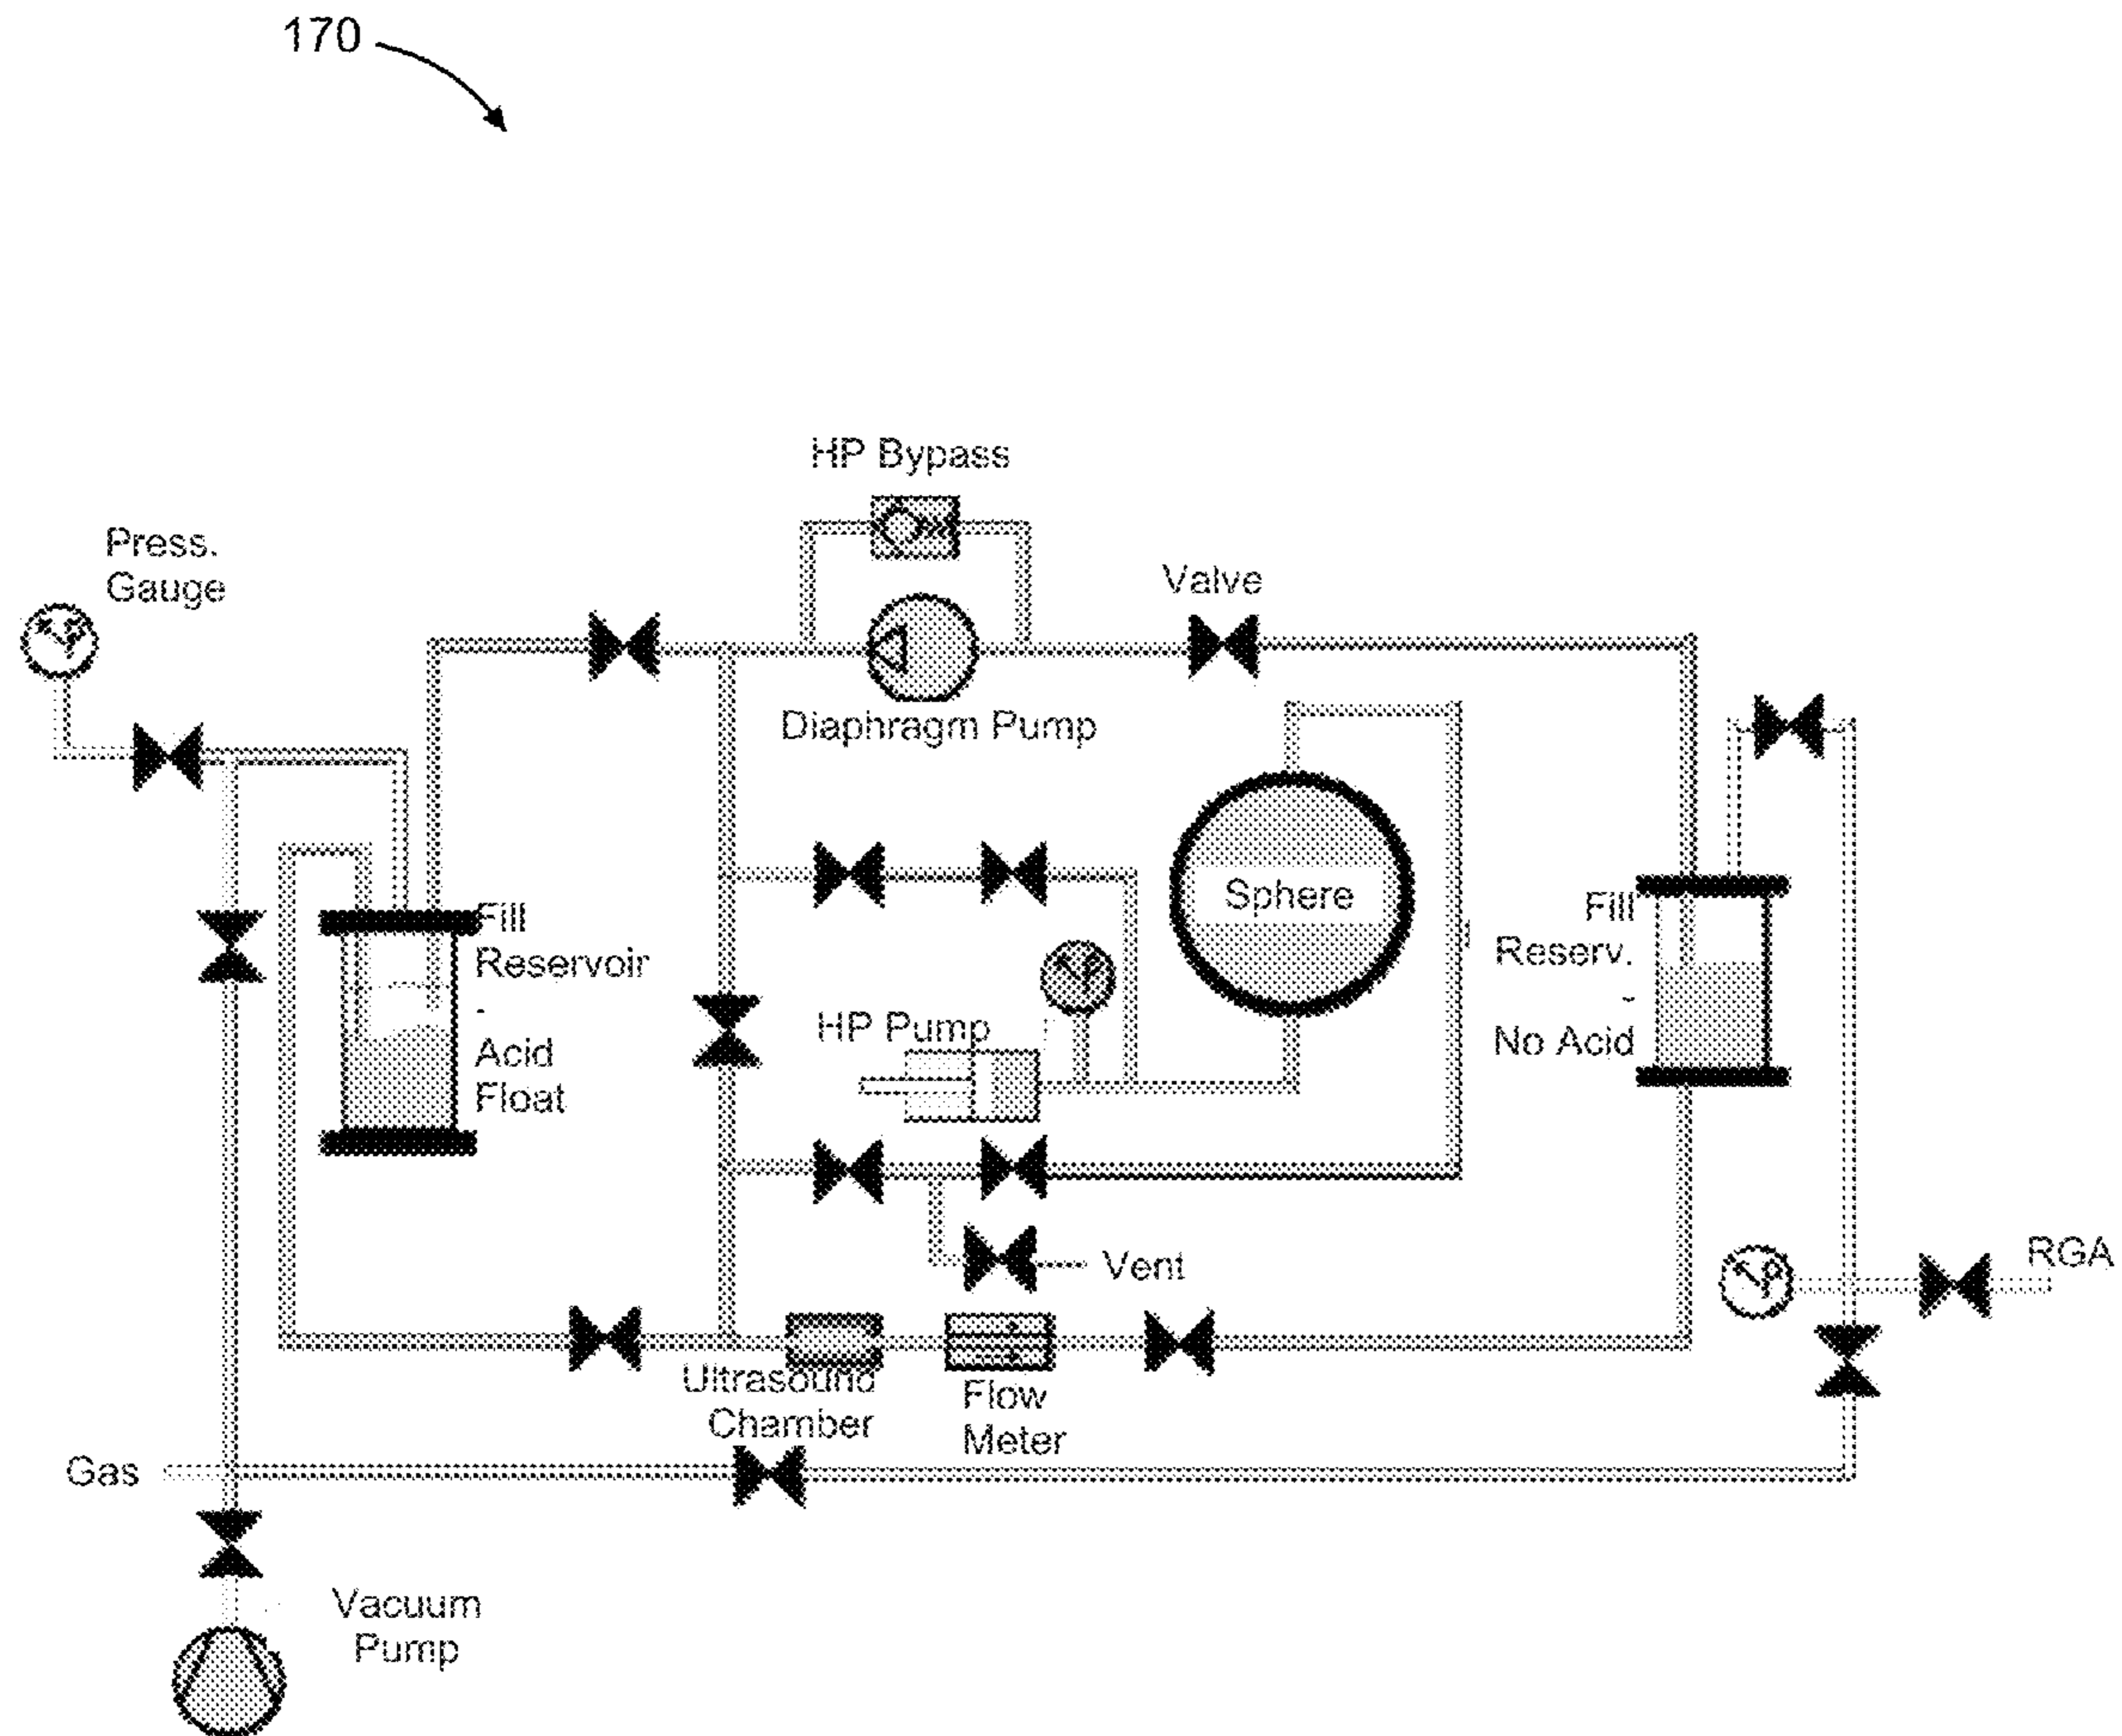 170
HP Bypass
Press.
Gauge
Valve
Diaphragm Pump
Sphere
Fill
Reservoir
-
Acid
Float
Fill
Reserv.
-
No Acid
HP Pump
Vent
RGA
Ultrasound
Chamber
Flow
Meter
Gas
Vacuum
Pump